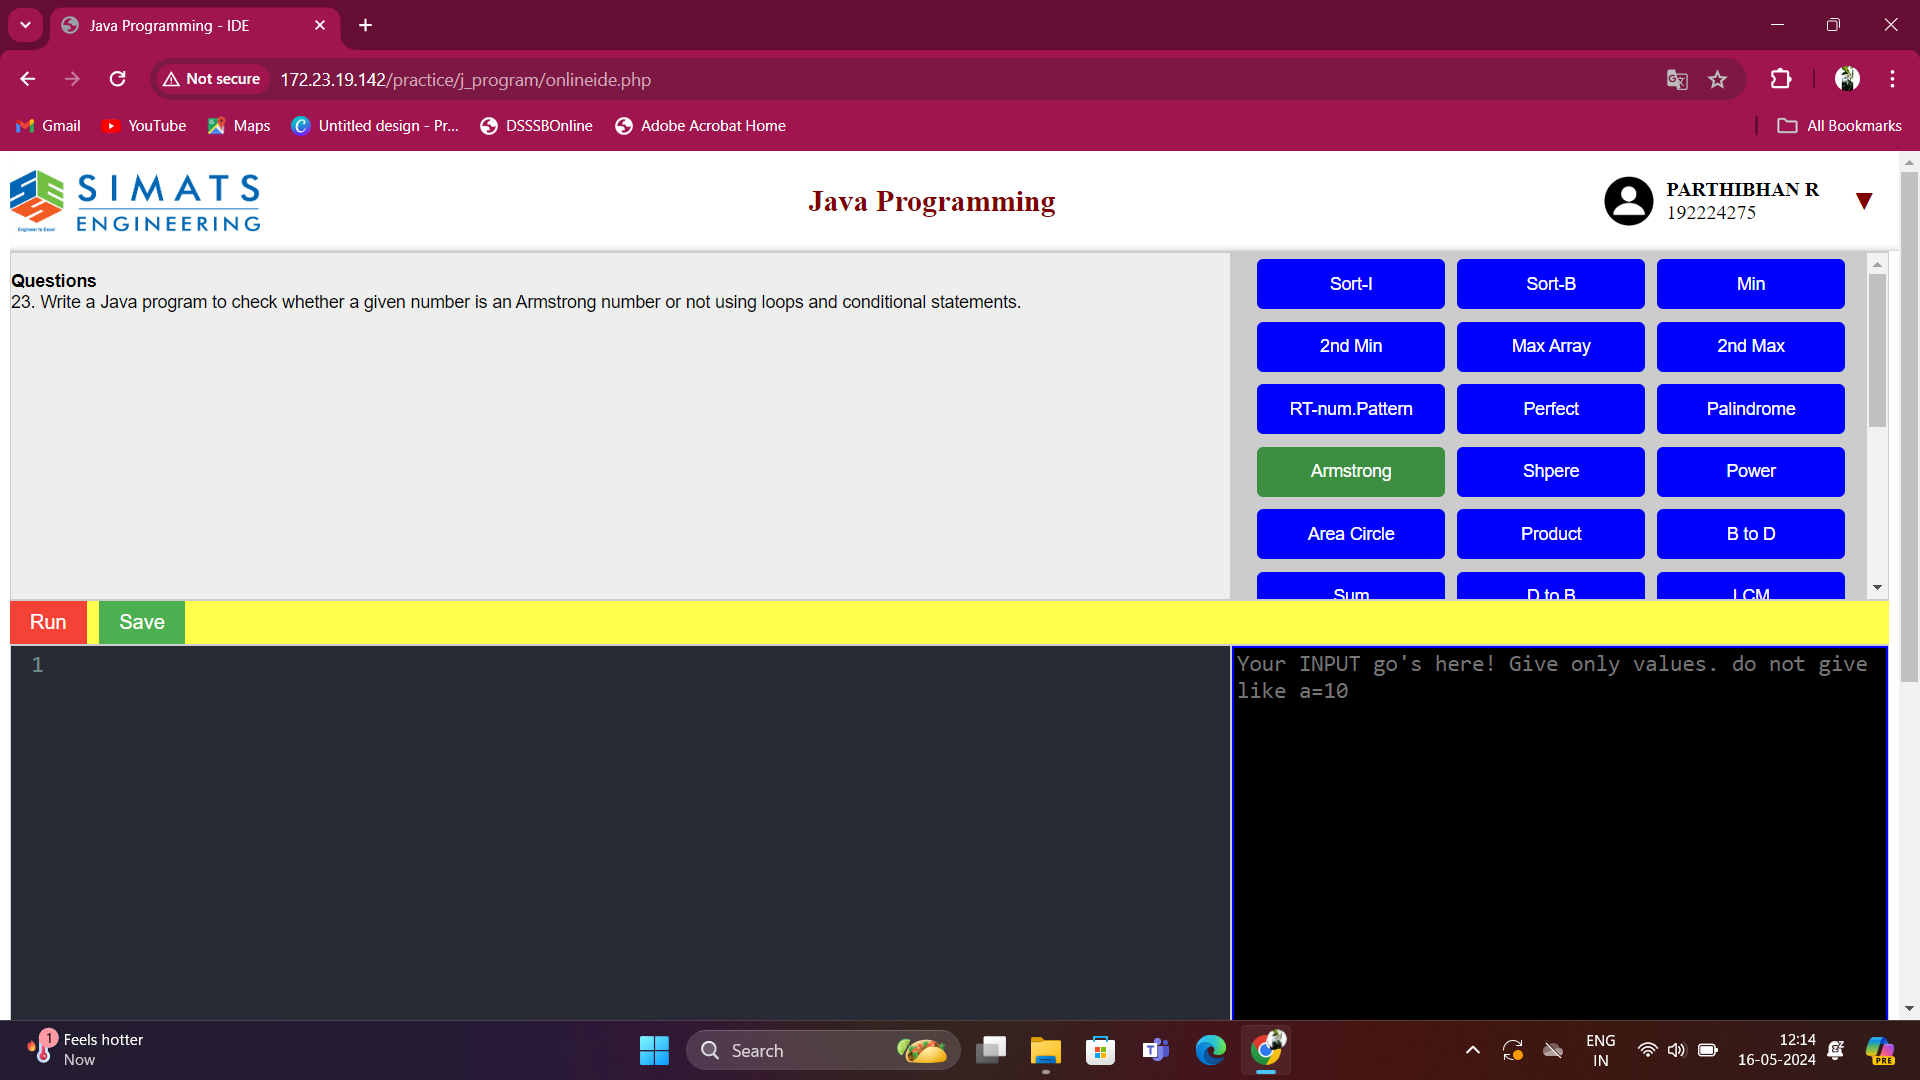 Java Programming - IDE
Not secure
172.23.19.142/practice/j_program/onlineide.php
Gmail
YouTube
Maps
Untitled design - Pr...
DSSSBOnline
Adobe Acrobat Home
All Bookmarks
SIMATS
ENGINEERING
Engineer to Excel
Java Programming
PARTHIBHAN R
192224275
Questions
23. Write a Java program to check whether a given number is an Armstrong number or not using loops and conditional statements.
Sort-I
Sort-B
Min
2nd Min
Max Array
2nd Max
RT-num.Pattern
Perfect
Palindrome
Armstrong
Shpere
Power
Area Circle
Product
B to D
Sum
D to B
LCM
Run
Save
1
Your INPUT go's here! Give only values. do not give
like a=10
1
Feels hotter
Now
Search
ENG
IN
12:14
16-05-2024
PRE